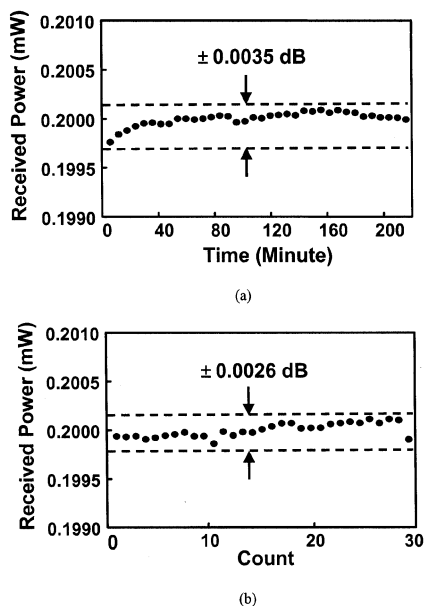 Received Power (mW)
0.2010
0.2005
0.2000
0.1995
0.1990
± 0.0035 dB
0 40 80 120 160 200
Time (Minute)
(a)
Received Power (mW)
0.2010
0.2005
0.2000
0.1995
0.1990
± 0.0026 dB
0 10 20 30
Count
(b)